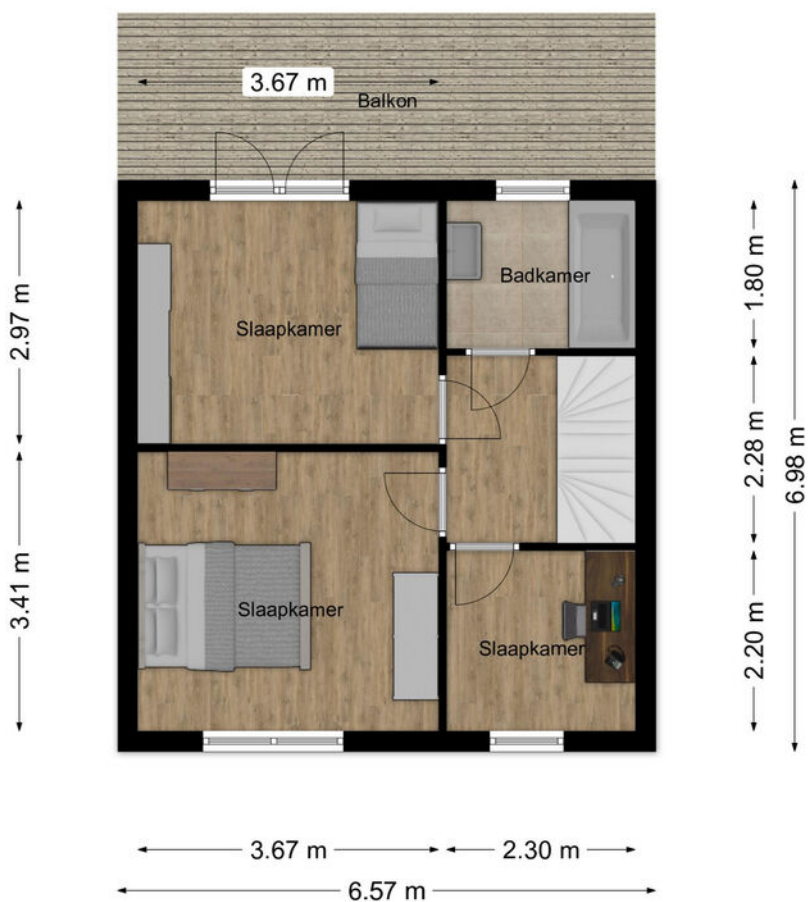 3.67 m
Balkon
2.97 m
Slaapkamer
Badkamer
1.80 m
2.28 m
6.98 m
3.41 m
Slaapkamer
Slaapkamer
2.20 m
3.67 m
2.30 m
6.57 m